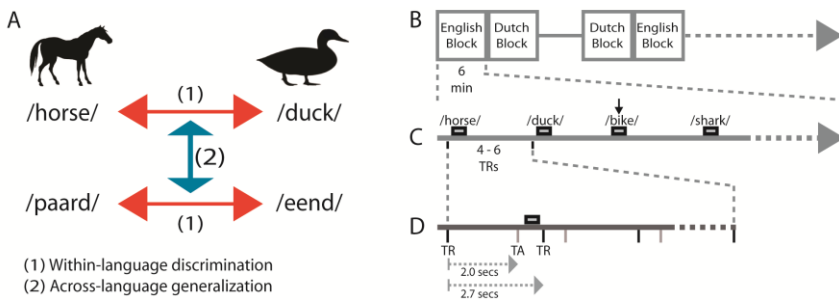 A
/horse/
(1)
/duck/
(2)
/paard/
(1)
/eend/
(1) Within-language discrimination
(2) Across-language generalization
B
English Block
Dutch Block
Dutch Block
English Block
6 min
C
/horse/
/duck/
/bike/
/shark/
4 - 6 TRs
D
TR
TA
TR
2.0 secs
2.7 secs